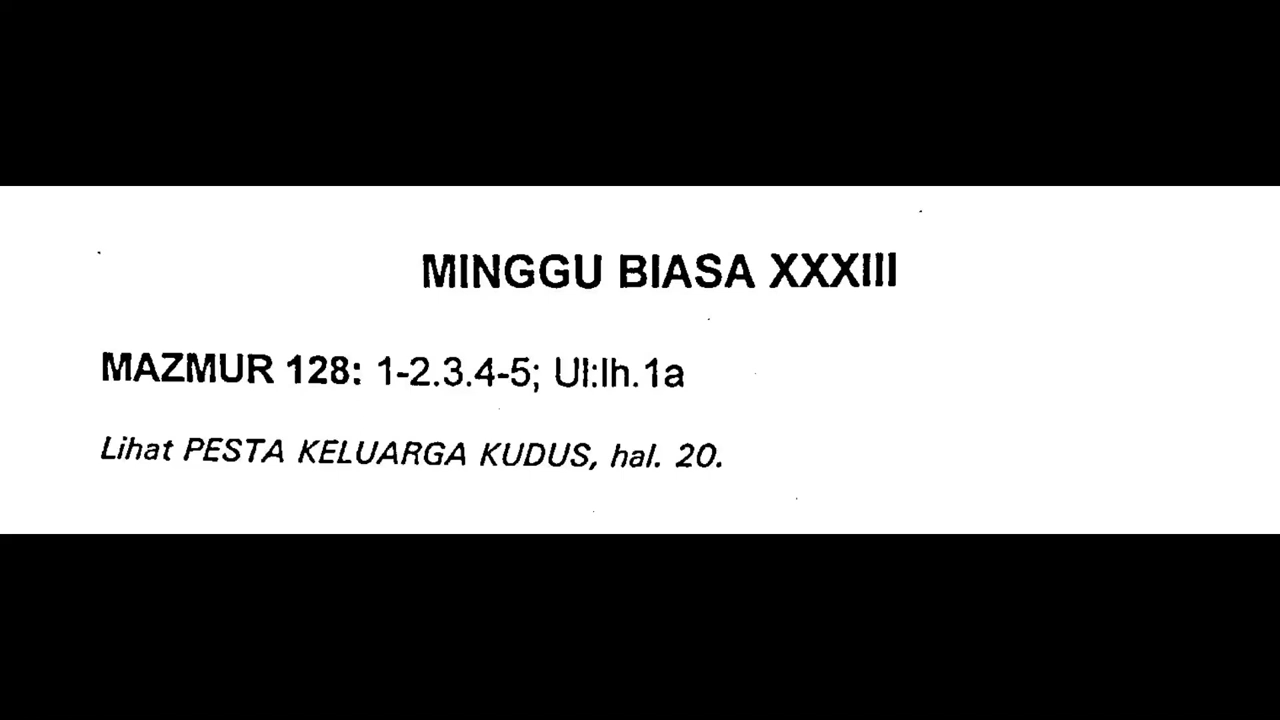 MINGGU BIASA XXXIII
MAZMUR 128: 1-2.3.4-5; Ul:lh.1a
Lihat PESTA KELUARGA KUDUS, hal. 20.